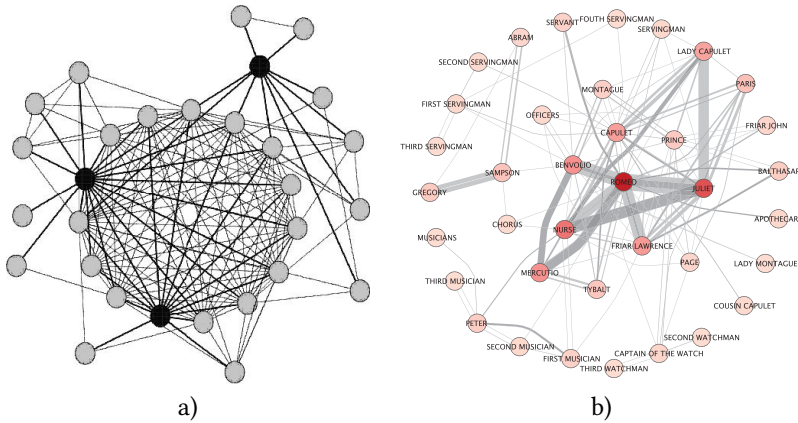 FOUTH SERVINGMAN
SERVANT
SERVINGMAN
ABRAM
LADY CAPULET
SECOND SERVINGMAN
PARIS
MONTAGUE
FIRST SERVINGMAN
OFFICERS
FRIAR JOHN
CAPULET
PRINCE
THIRD SERVINGMAN
BENVOLIO
SAMPSON
BALTHASAR
ROMEO
GREGORY
JULIET
APOTHECAR
CHORUS
NURSE
MUSICIANS
FRIAR LAWRENCE
PAGE
LADY MONTAGUE
MERCUTIO
THIRD MUSICIAN
TYBALT
COUSIN CAPULET
PETER
SECOND WATCHMAN
SECOND MUSICIAN
CAPTAIN OF THE WATCH
FIRST MUSICIAN
THIRD WATCHMAN
a) b)